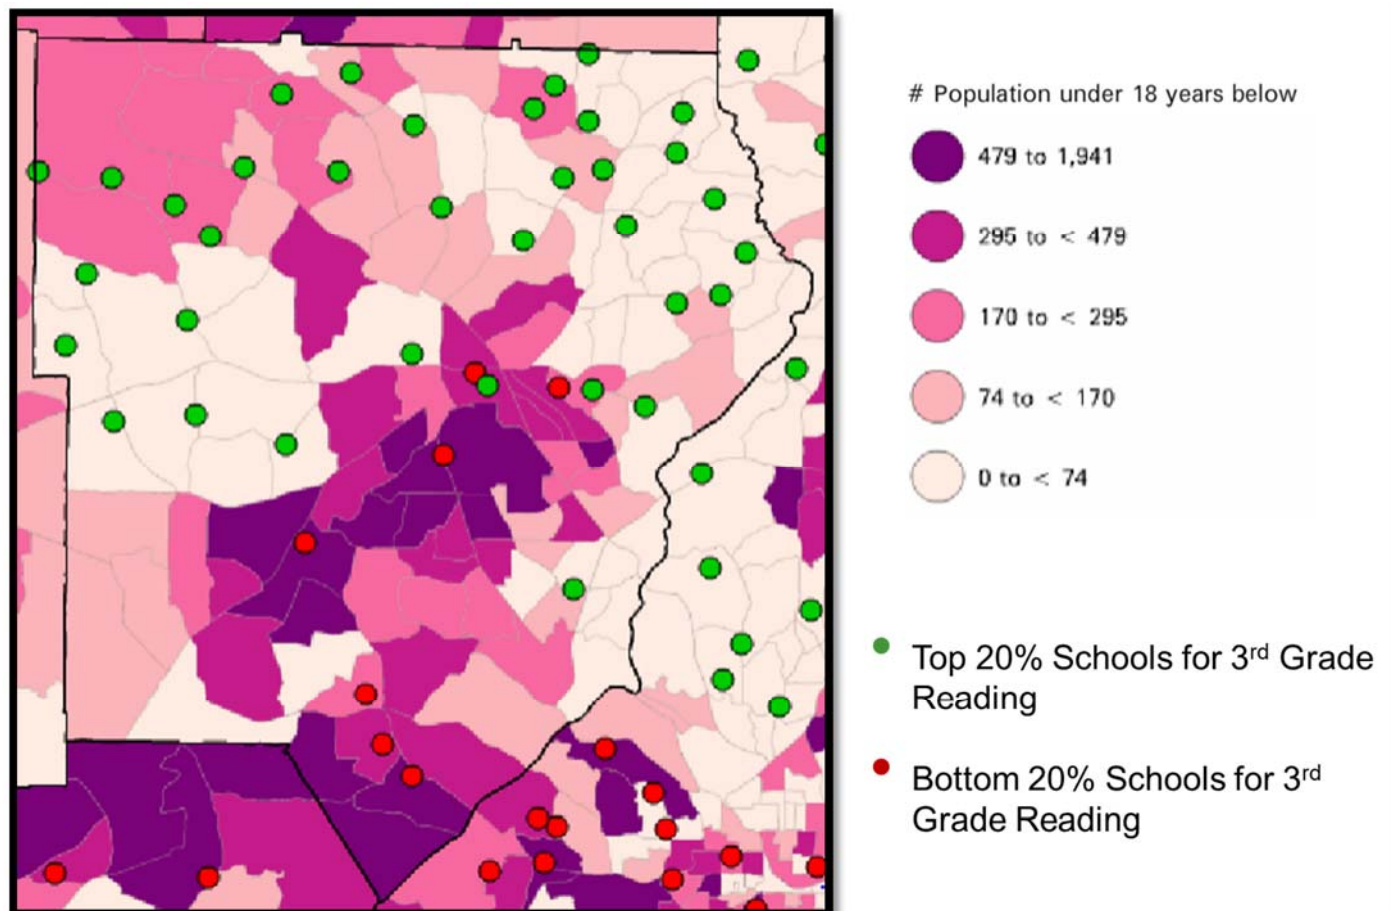 # Population under 18 years below
479 to 1,941
295 to < 479
170 to < 295
74 to < 170
0 to < 74
Top 20% Schools for 3rd Grade
Reading
Bottom 20% Schools for 3rd
Grade Reading